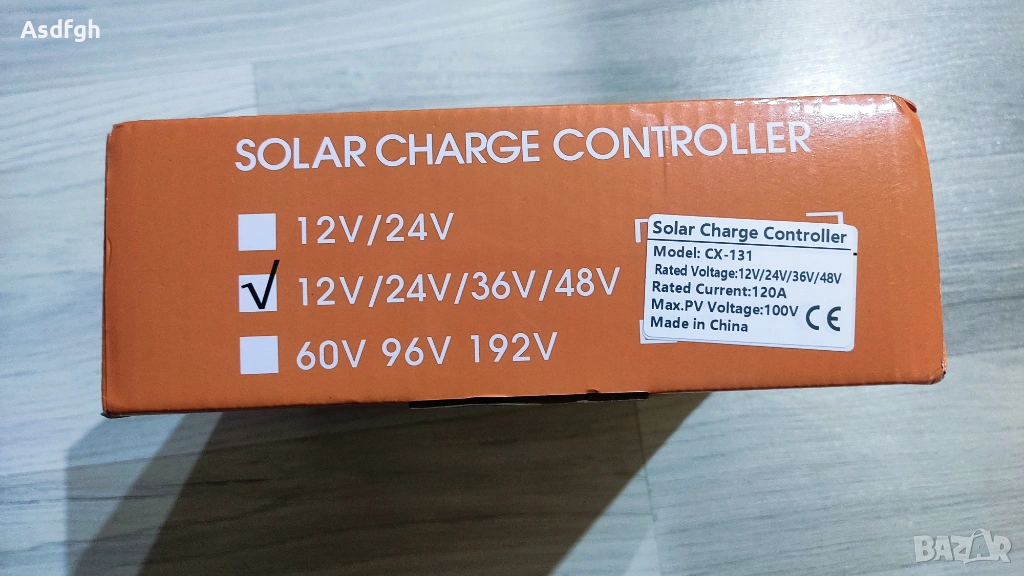 Asdfgh
SOLAR CHARGE CONTROLLER
12V/24V
√ 12V/24V/36V/48V
60V 96V 192V
Solar Charge Controller
Model: CX-131
Rated Voltage:12V/24V/36V/48V
Rated Current:120A
Max.PV Voltage:100V
Made in China
CE
BAZAR